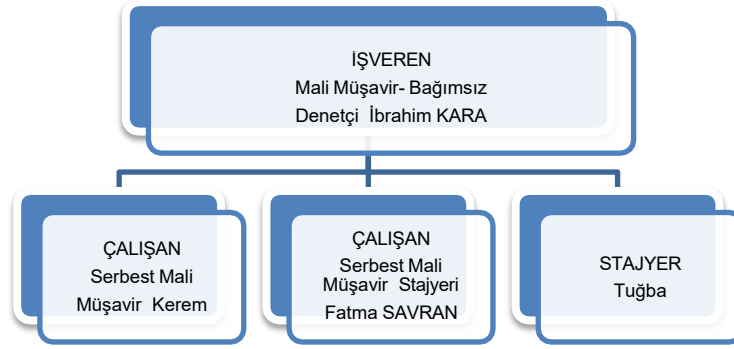 İŞVEREN
Mali Müşavir- Bağımsız
Denetçi İbrahim KARA
ÇALIŞAN
Serbest Mali
Müşavir Kerem
ÇALIŞAN
Serbest Mali
Müşavir Stajyeri
Fatma SAVRAN
STAJYER
Tuğba